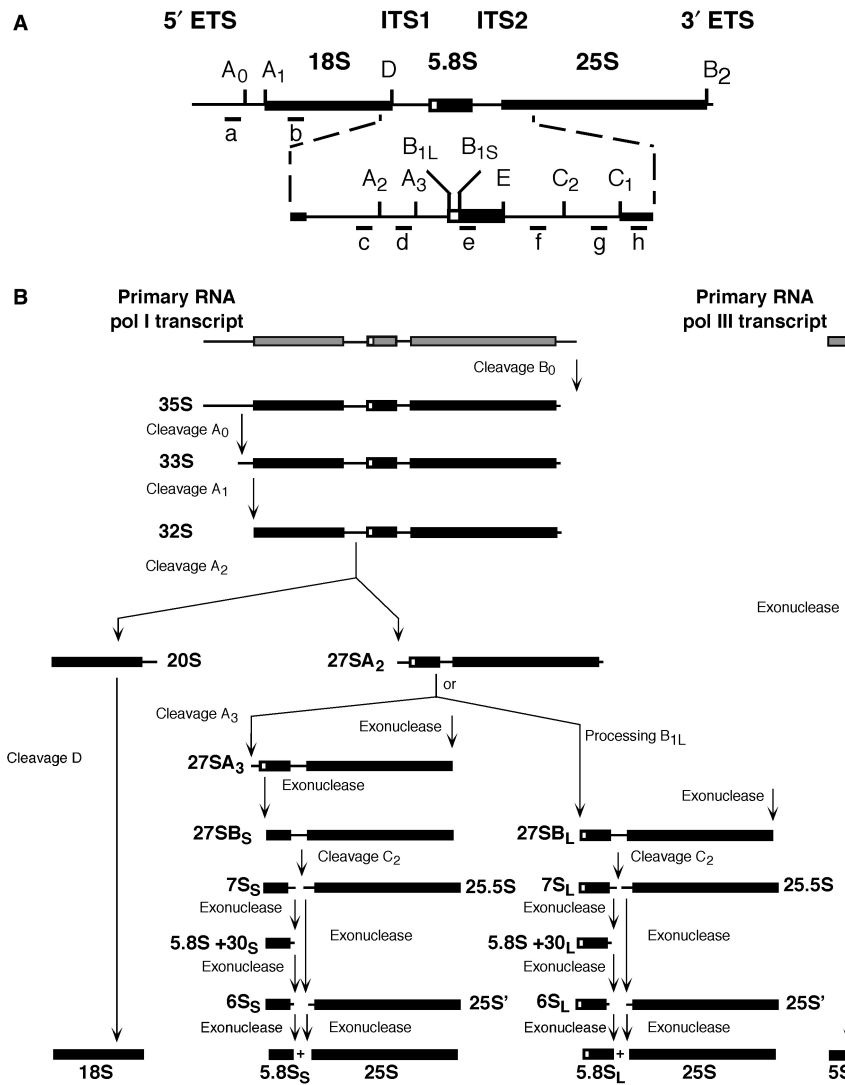 A
5′ ETS ITS1 ITS2 3′ ETS
18S 5.8S 25S
A0 A1 D B2
a b
B1L B1S
A2 A3 E C2 C1
c d e f g h
B
Primary RNA
pol I transcript
Primary RNA
pol III transcript
Cleavage B0
35S
Cleavage A0
33S
Cleavage A1
32S
Cleavage A2
Exonuclease
20S 27SA2
or
Cleavage A3 Exonuclease
Processing B1L
Cleavage D
27SA3
Exonuclease Exonuclease
27SBS 27SBL
Cleavage C2 Cleavage C2
7SS 25.5S 7SL 25.5S
Exonuclease Exonuclease
5.8S +30S Exonuclease 5.8S +30L Exonuclease
Exonuclease Exonuclease
6SS 25S' 6SL 25S'
Exonuclease Exonuclease Exonuclease Exonuclease
+ +
18S 5.8SS 25S 5.8SL 25S 5S